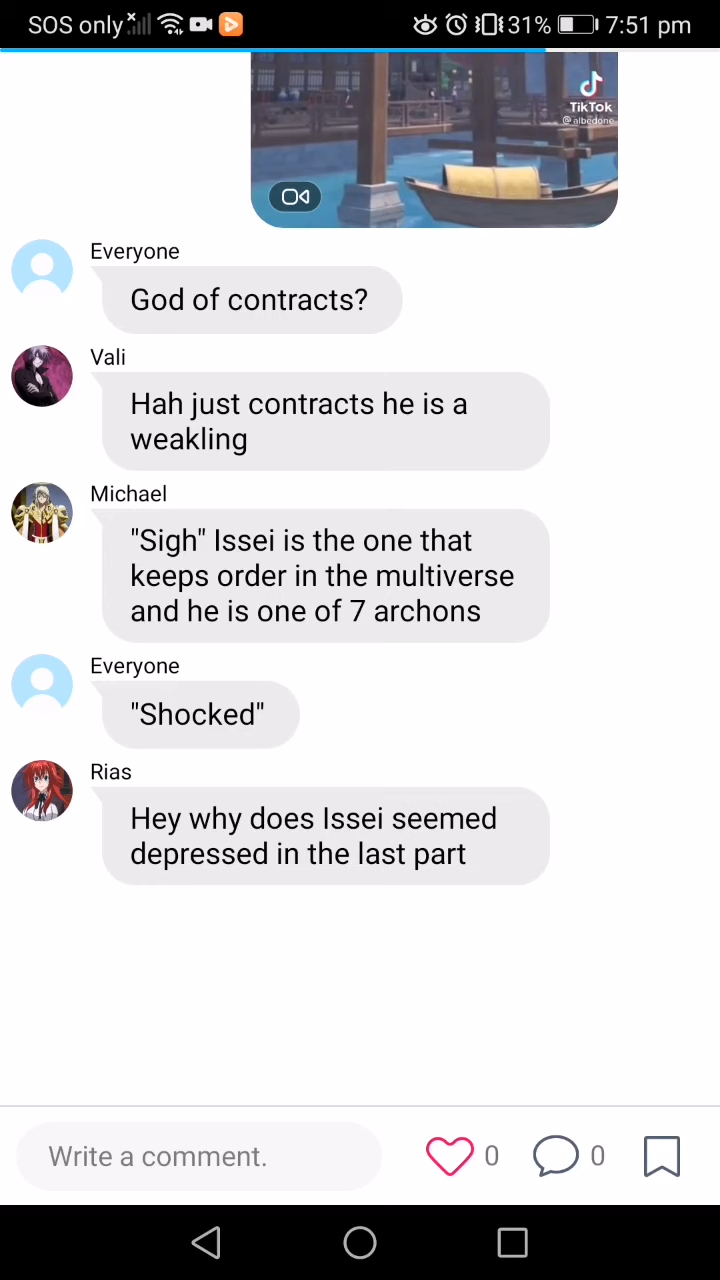 SOS only 31% 7:51 pm
TikTok
@albedone
Everyone
God of contracts?
Vali
Hah just contracts he is a
weakling
Michael
"Sigh" Issei is the one that
keeps order in the multiverse
and he is one of 7 archons
Everyone
"Shocked"
Rias
Hey why does Issei seemed
depressed in the last part
Write a comment. 0 0